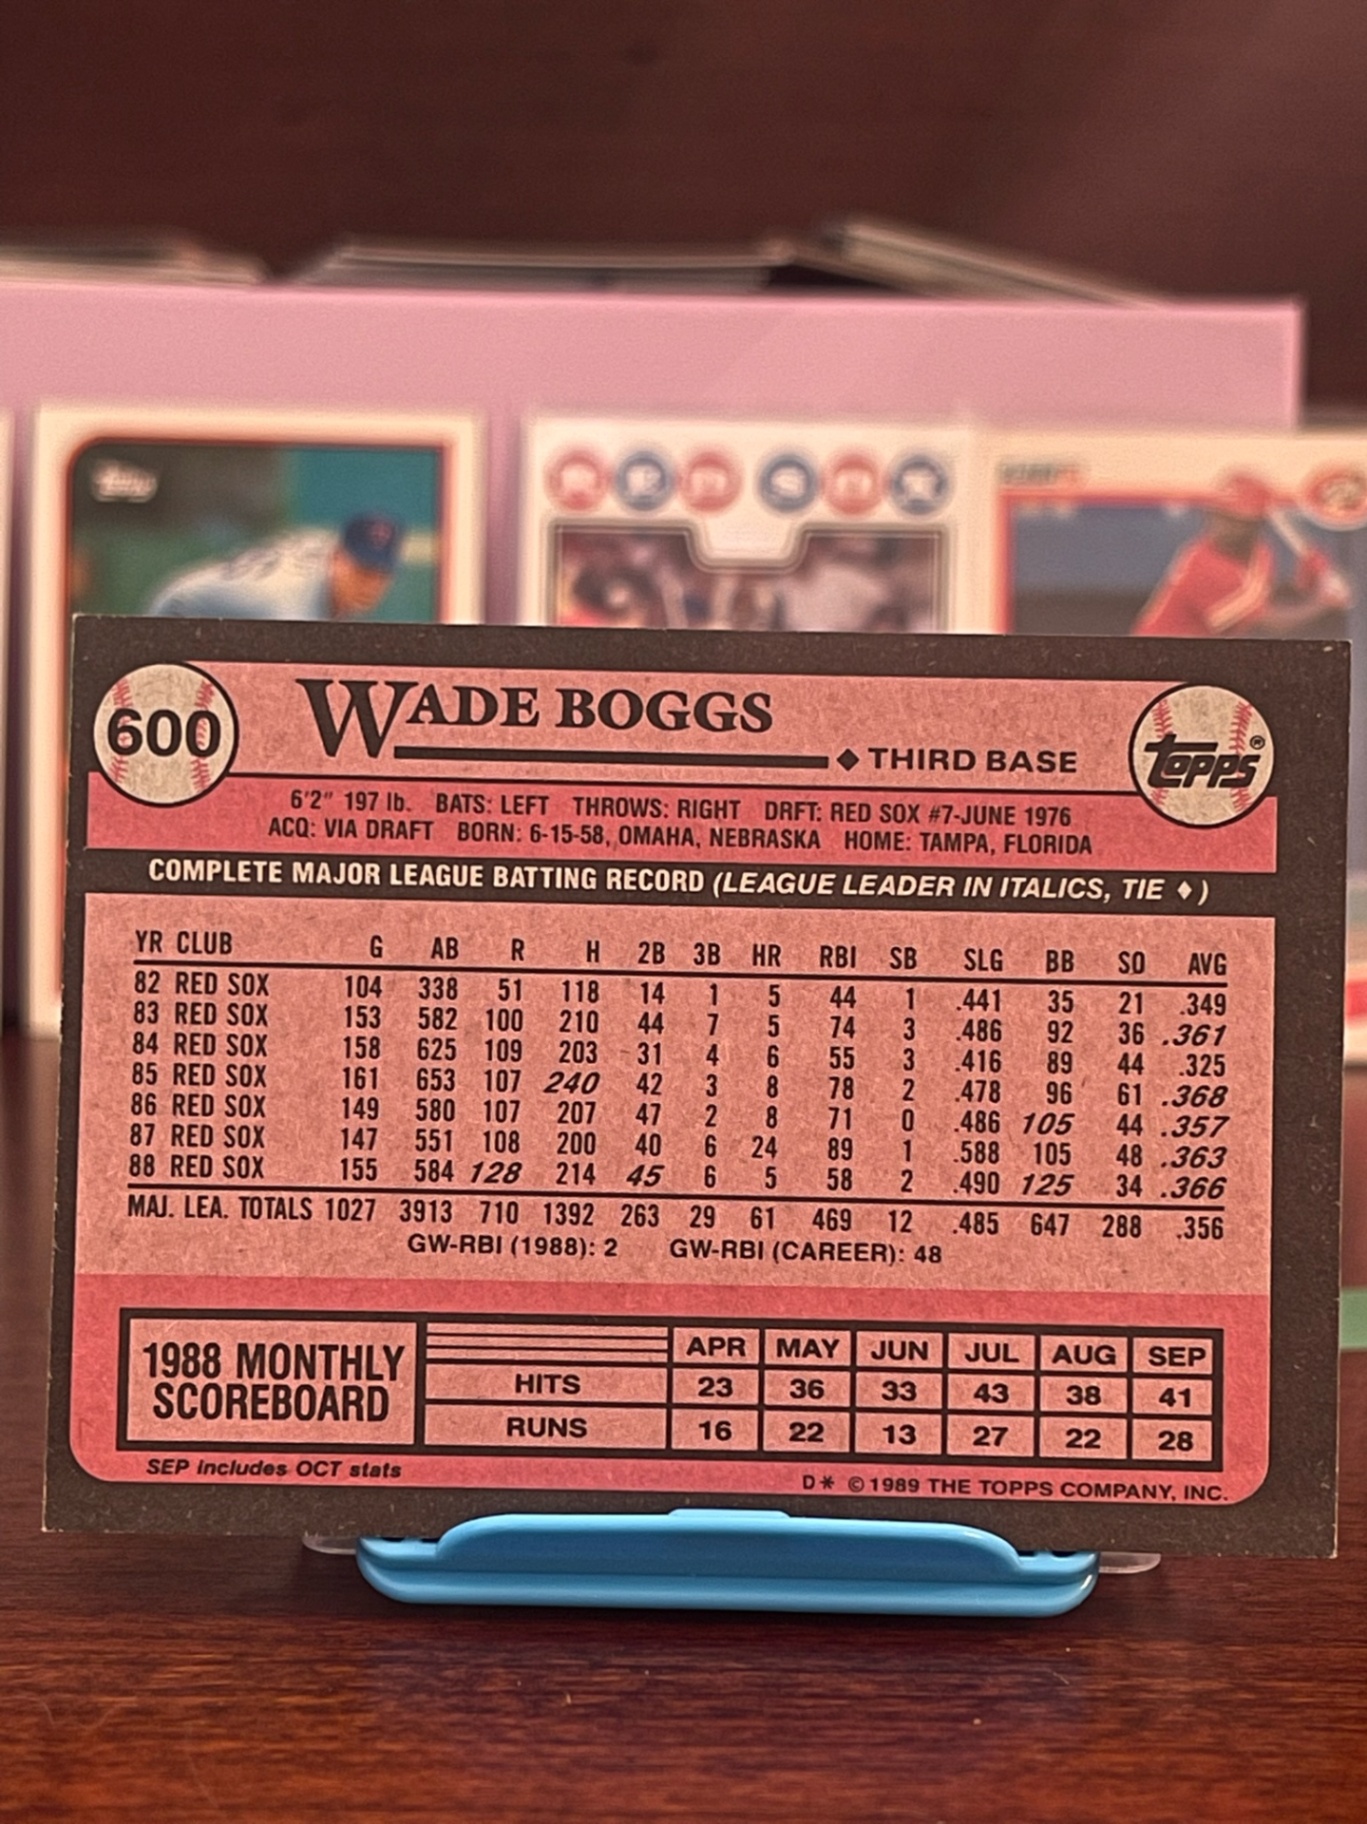 Topps
RED SOX
600
WADE BOGGS
◆ THIRD BASE
topps®
6'2" 197 lb. BATS: LEFT THROWS: RIGHT DRFT: RED SOX #7-JUNE 1976
ACQ: VIA DRAFT BORN: 6-15-58, OMAHA, NEBRASKA HOME: TAMPA, FLORIDA
COMPLETE MAJOR LEAGUE BATTING RECORD (LEAGUE LEADER IN ITALICS, TIE ♦)
YR CLUB G AB R H 2B 3B HR RBI SB SLG BB SO AVG
82 RED SOX 104 338 51 118 14 1 5 44 1 .441 35 21 .349
83 RED SOX 153 582 100 210 44 7 5 74 3 .486 92 36 .361
84 RED SOX 158 625 109 203 31 4 6 55 3 .416 89 44 .325
85 RED SOX 161 653 107 240 42 3 8 78 2 .478 96 61 .368
86 RED SOX 149 580 107 207 47 2 8 71 0 .486 105 44 .357
87 RED SOX 147 551 108 200 40 6 24 89 1 .588 105 48 .363
88 RED SOX 155 584 128 214 45 6 5 58 2 .490 125 34 .366
MAJ. LEA. TOTALS 1027 3913 710 1392 263 29 61 469 12 .485 647 288 .356
GW-RBI (1988): 2 GW-RBI (CAREER): 48
1988 MONTHLY
SCOREBOARD
APR MAY JUN JUL AUG SEP
HITS 23 36 33 43 38 41
RUNS 16 22 13 27 22 28
SEP includes OCT stats
D* © 1989 THE TOPPS COMPANY, INC.